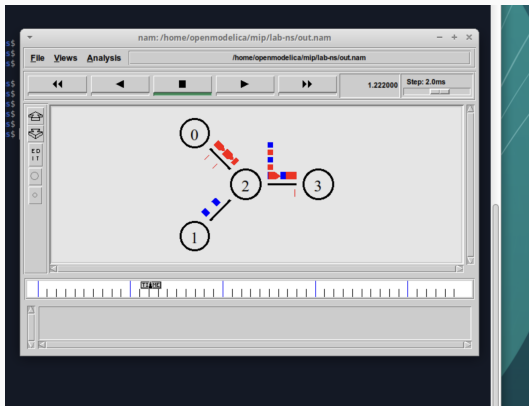 nam: /home/openmodelica/mip/lab-ns/out.nam
File Views Analysis /home/openmodelica/mip/lab-ns/out.nam
1.222000 Step: 2.0ms
s$
s$
s$
s$
s$
s$
s$
s$
s$
E D
I T
0
2
3
1